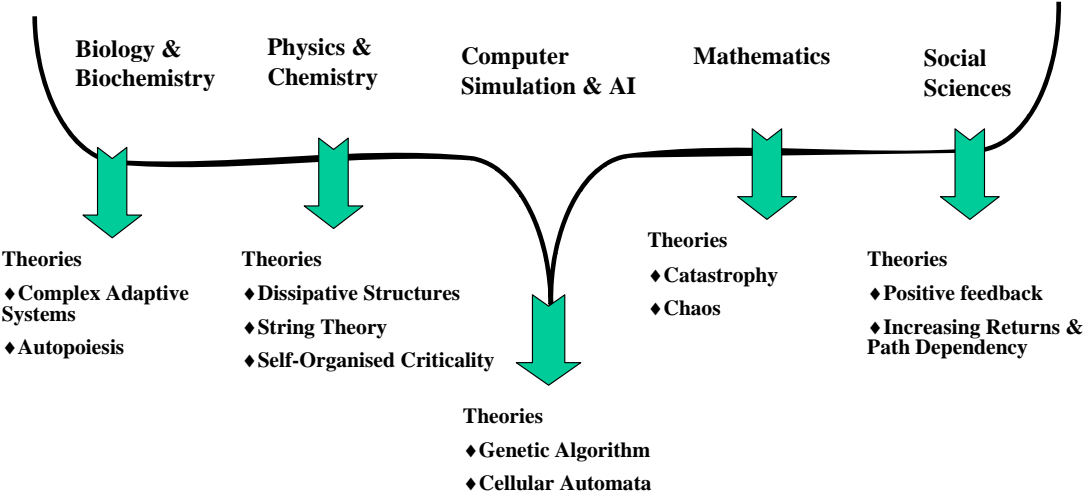 Biology &
Biochemistry
Physics &
Chemistry
Computer
Simulation & AI
Mathematics
Social
Sciences
Theories
♦Complex Adaptive
Systems
♦Autopoiesis
Theories
♦Dissipative Structures
♦String Theory
♦Self-Organised Criticality
Theories
♦Genetic Algorithm
♦Cellular Automata
Theories
♦Catastrophy
♦Chaos
Theories
♦Positive feedback
♦Increasing Returns &
Path Dependency